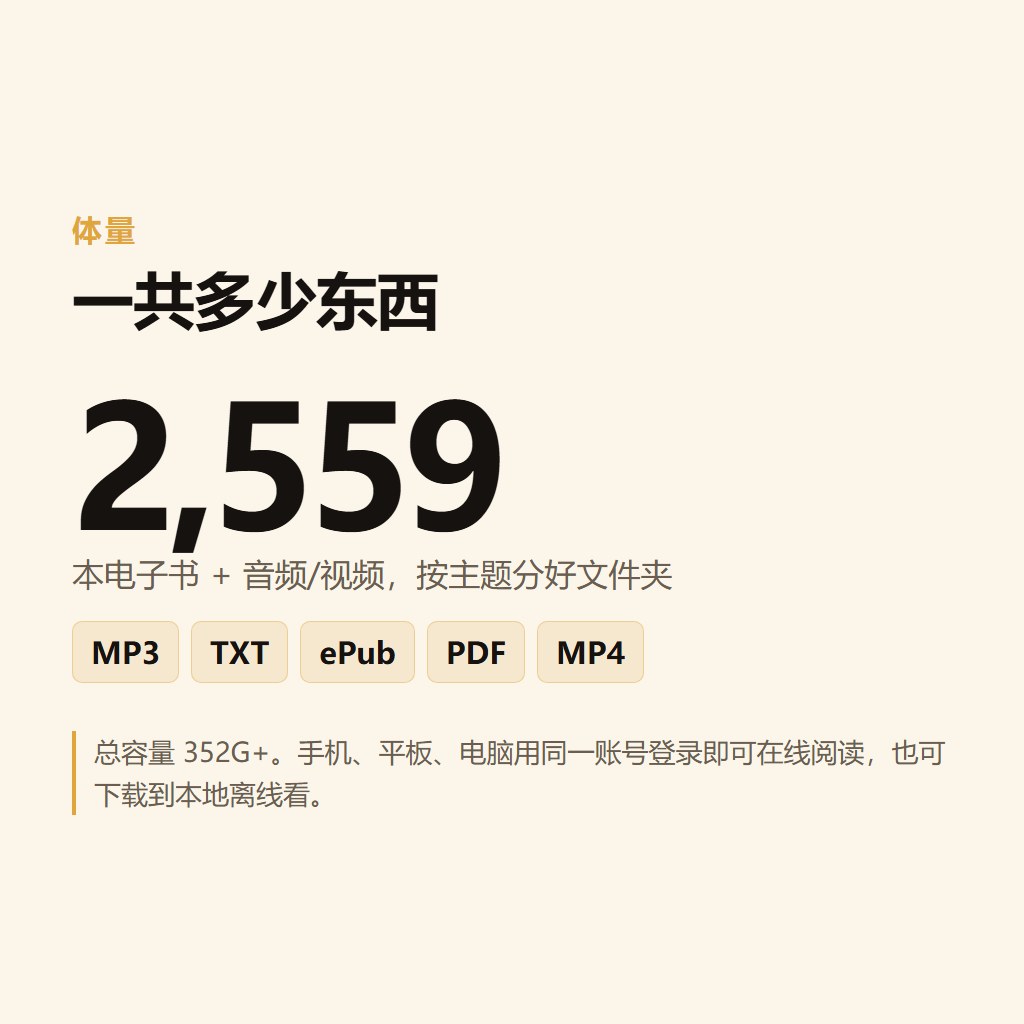 体量
一共多少东西
2,559
本电子书 + 音频/视频，按主题分好文件夹
MP3 TXT ePub PDF MP4
总容量 352G+。手机、平板、电脑用同一账号登录即可在线阅读，也可
下载到本地离线看。